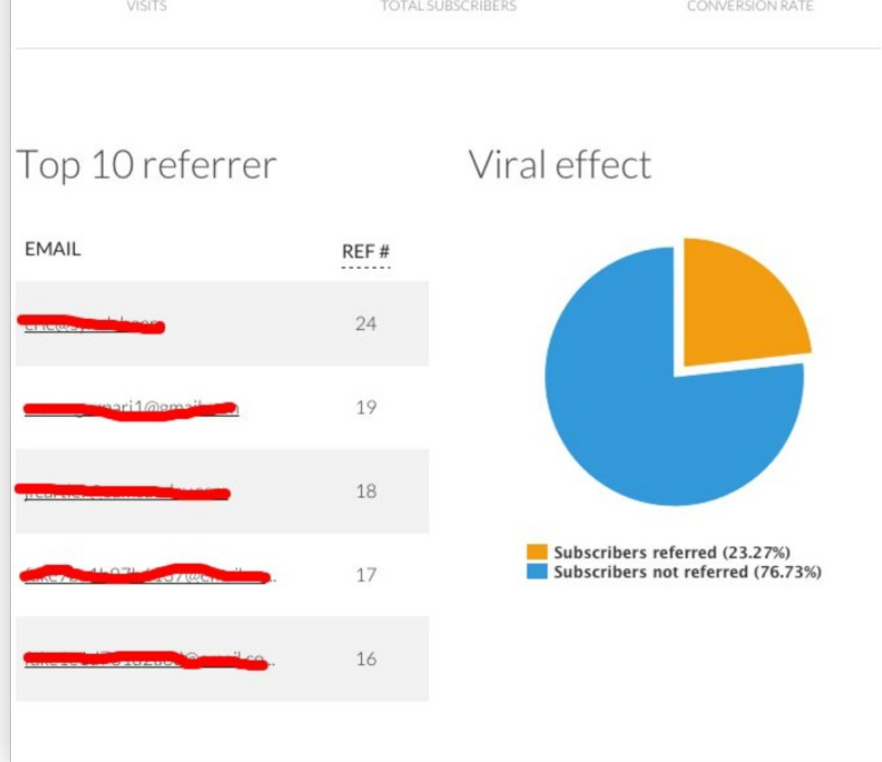 VISITS TOTAL SUBSCRIBERS CONVERSION RATE
Top 10 referrer
EMAIL REF #
24
19
18
17
16
Viral effect
Subscribers referred (23.27%)
Subscribers not referred (76.73%)